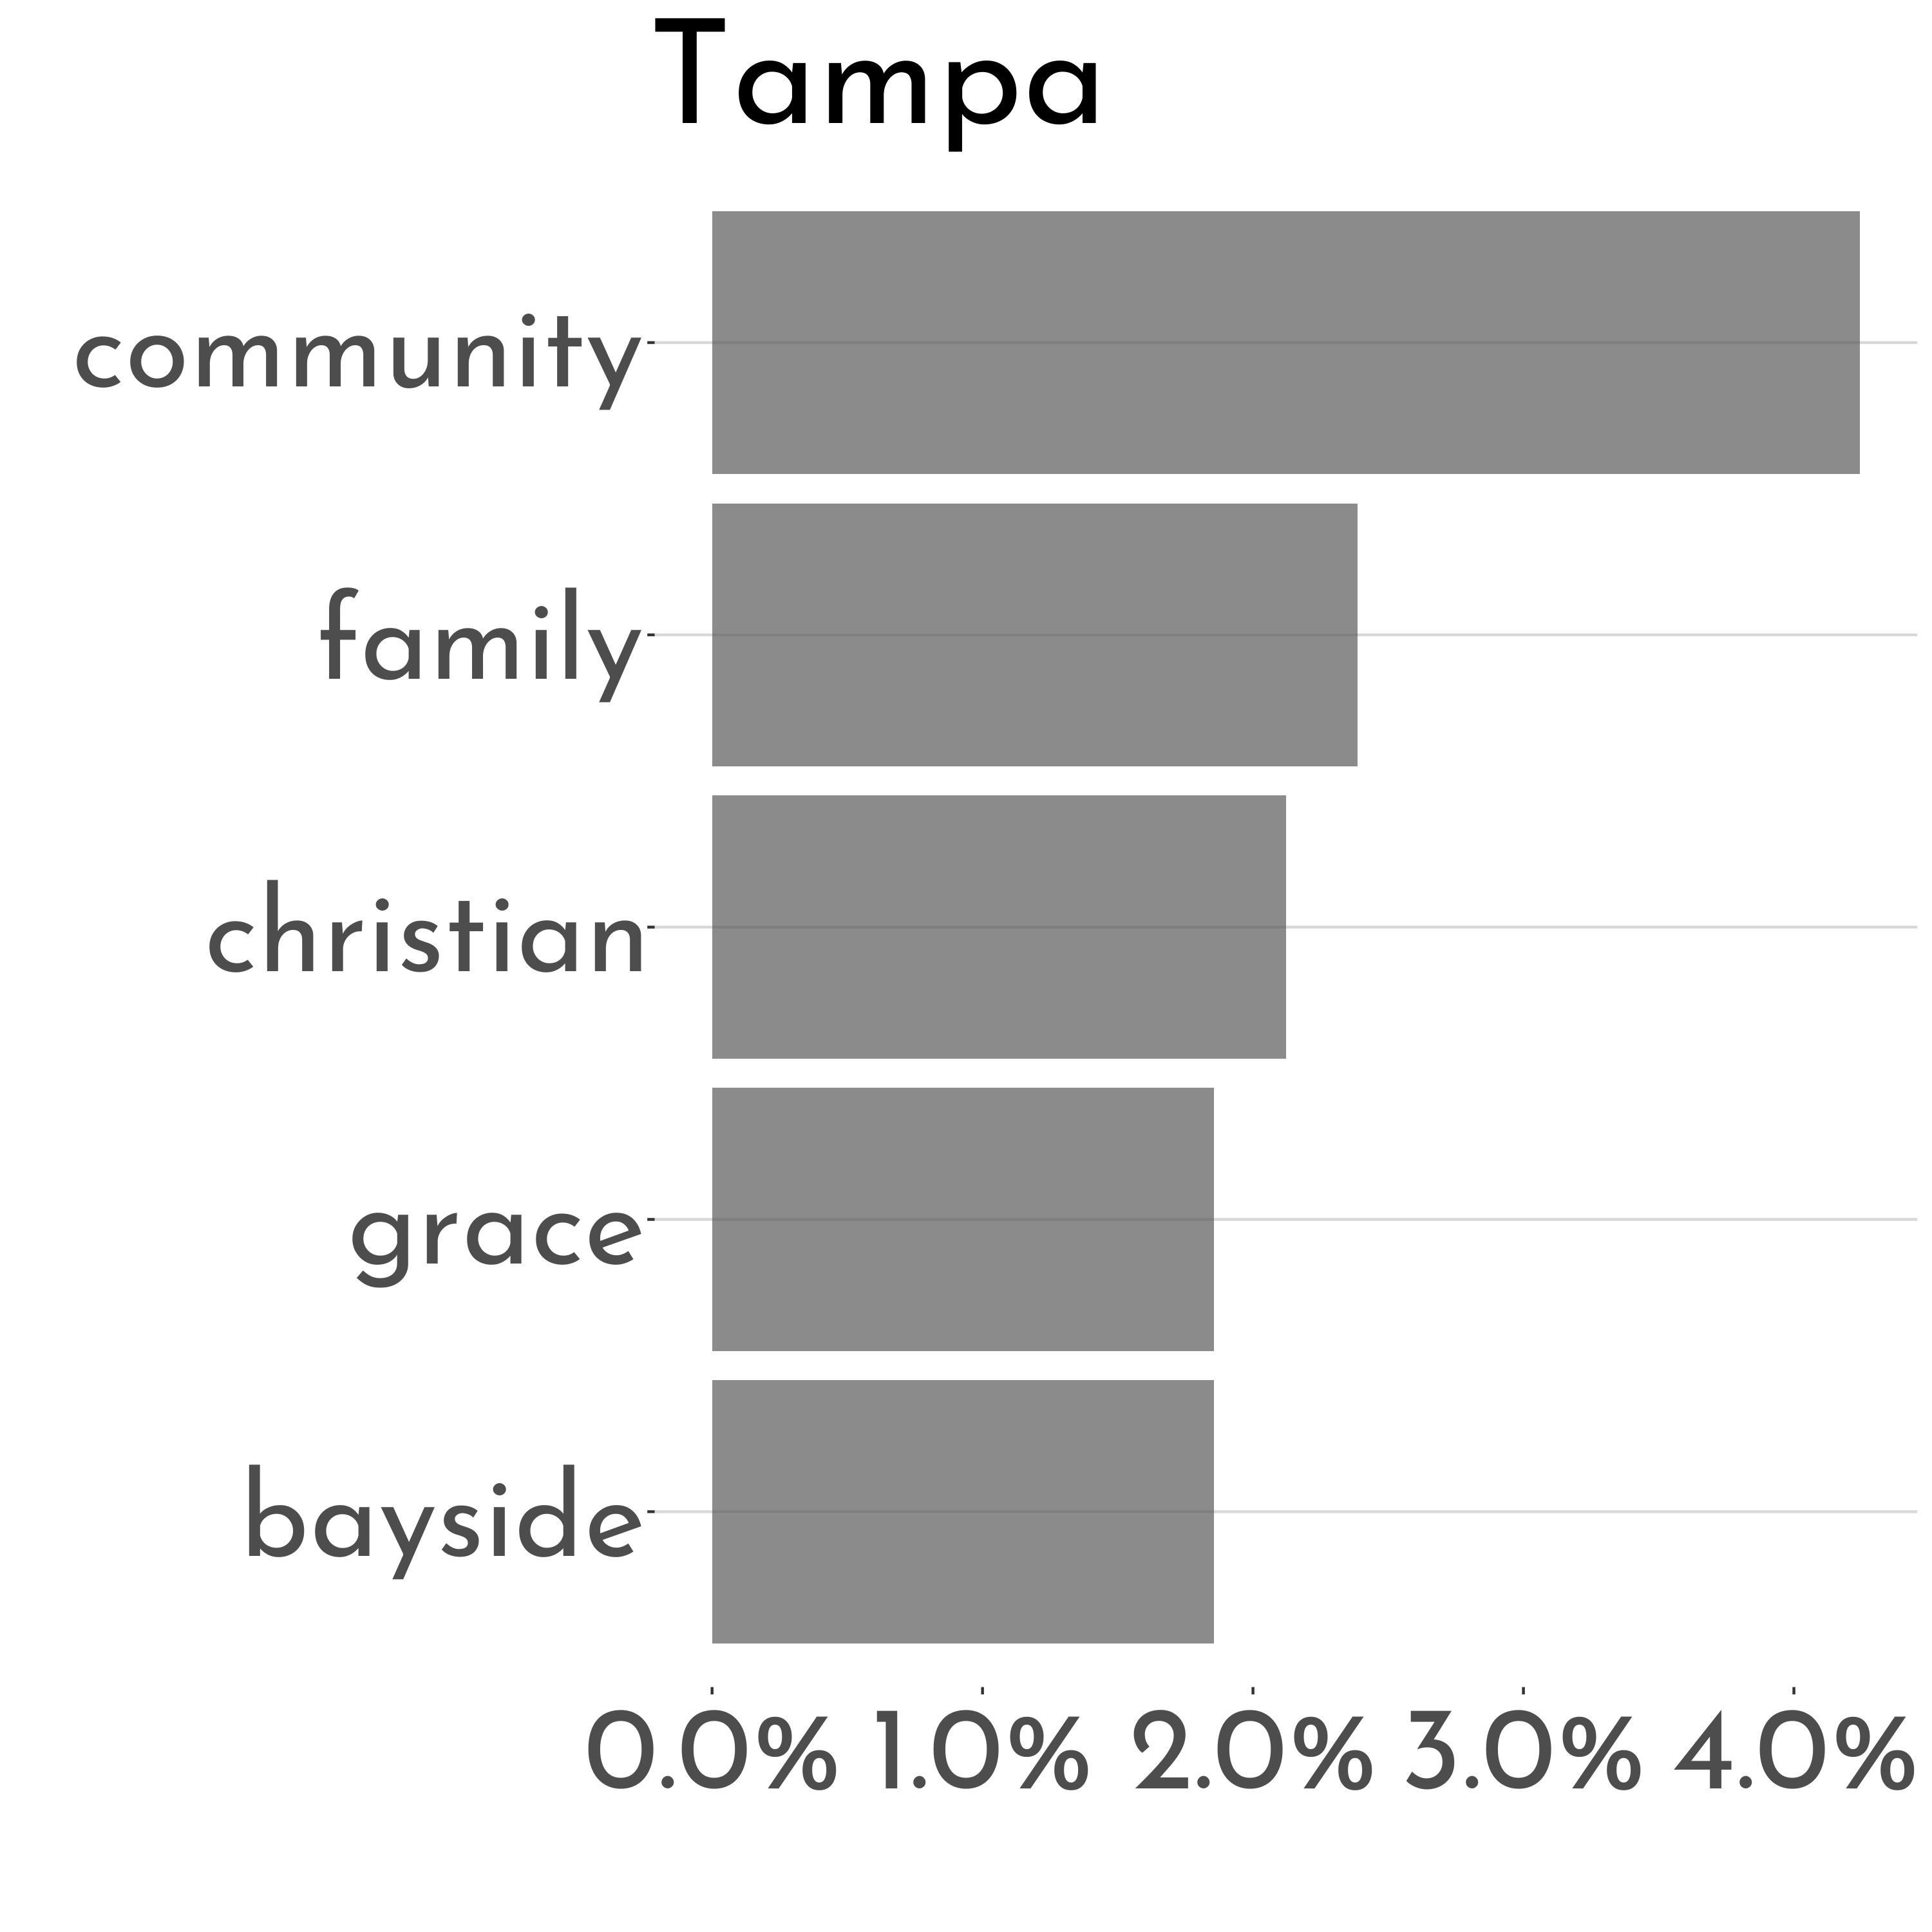 Tampa
community
family
christian
grace
bayside
0.0% 1.0% 2.0% 3.0% 4.0%